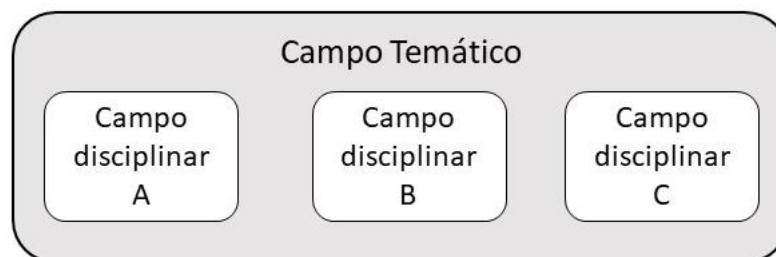 Campo Temático
Campo
disciplinar
A
Campo
disciplinar
B
Campo
disciplinar
C